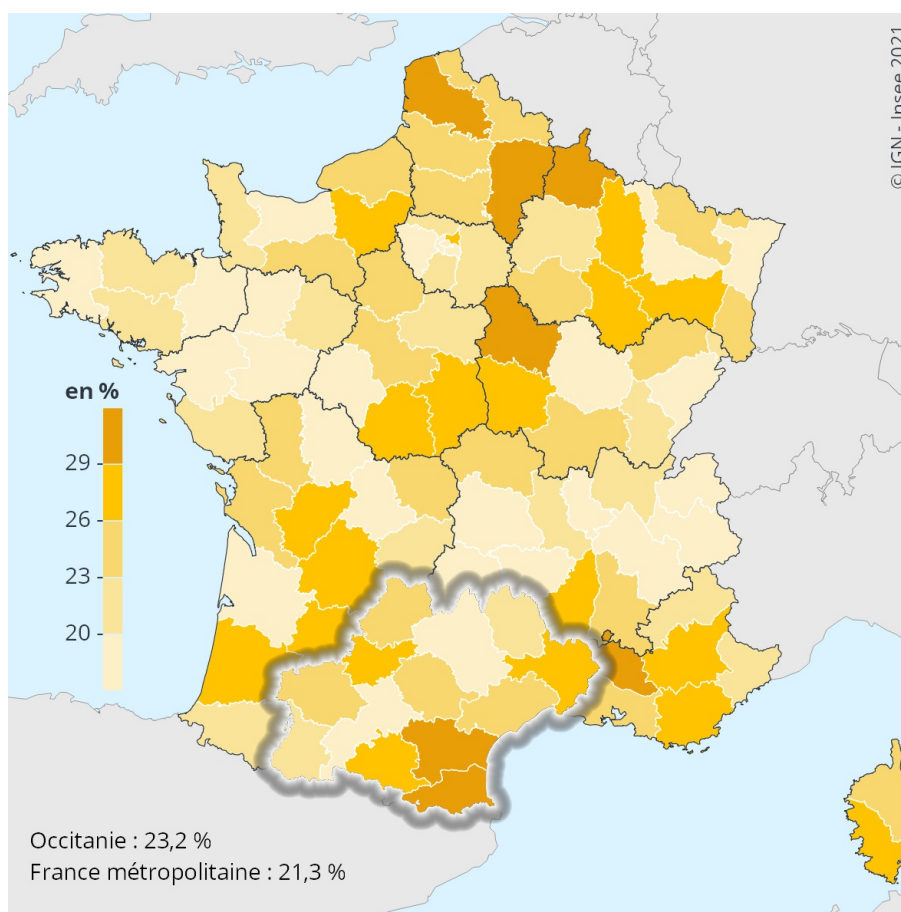 © IGN - Insee 2021
en %
29
26
23
20
Occitanie : 23,2 %
France métropolitaine : 21,3 %